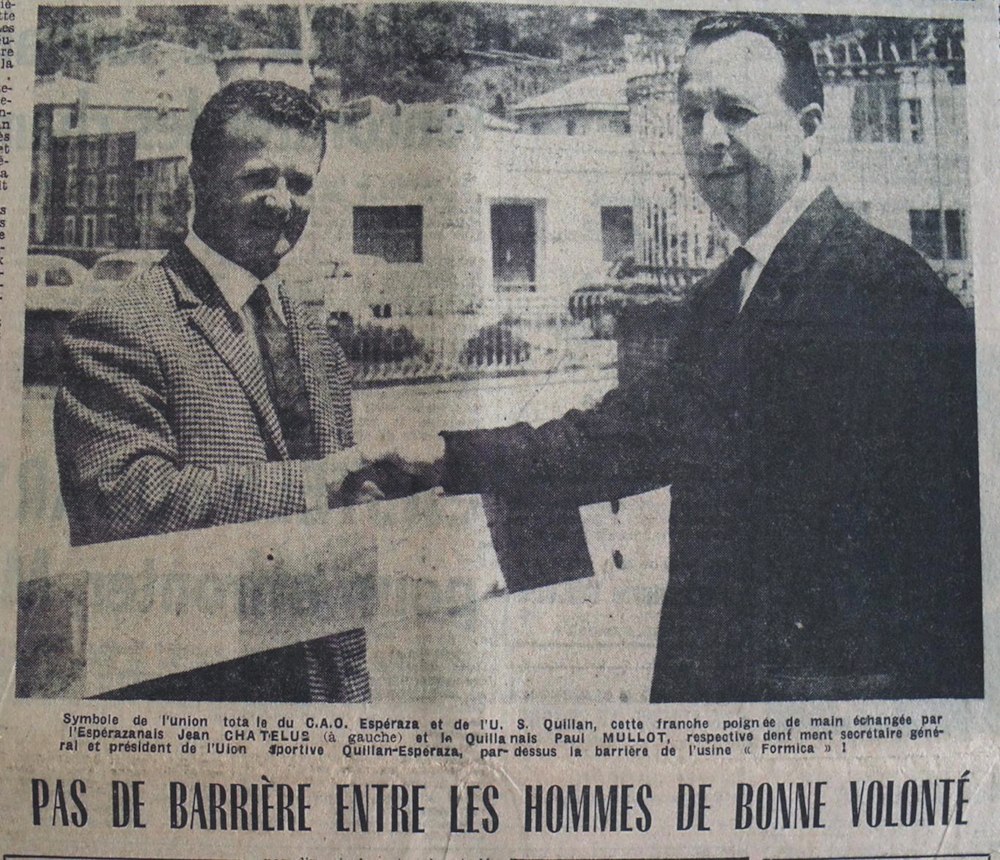 Symbole de l'union tota le du C.A.O. Espéraza et de l'U. S. Quillan, cette franche poignée de main échangée par
l'Espérazanais Jean CHATELUS (à gauche) et le Quillanais Paul MULLOT, respective dent ment secrétaire géné-
ral et président de l'Uion Sportive Quillan-Espéraza, par-dessus la barrière de l'usine « Formica » !
PAS DE BARRIÈRE ENTRE LES HOMMES DE BONNE VOLONTÉ